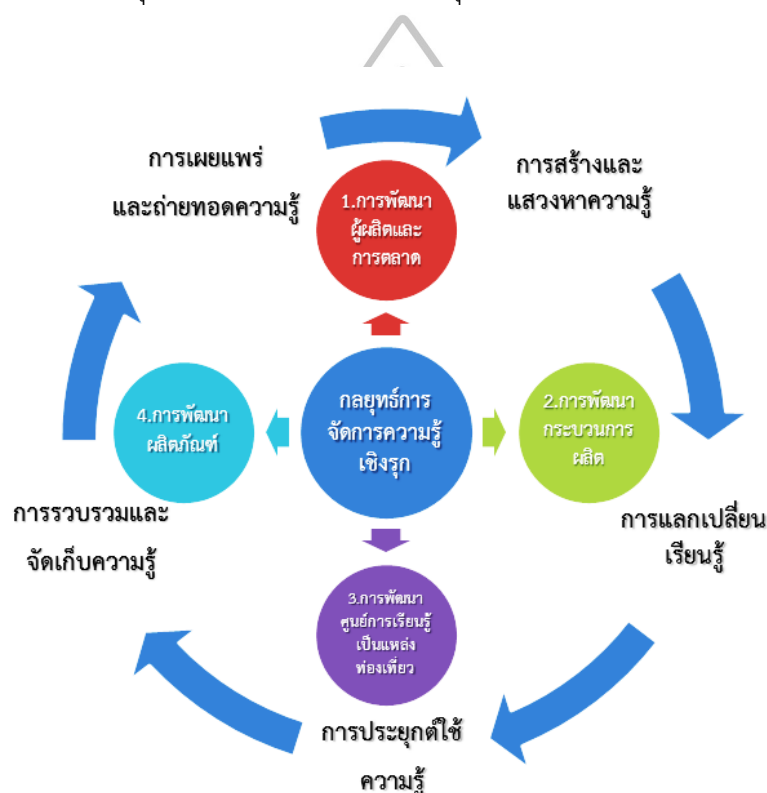 การเผยแพร่
และถ่ายทอดความรู้
การสร้างและ
แสวงหาความรู้
1.การพัฒนา
ผู้ผลิตและ
การตลาด
4.การพัฒนา
ผลิตภัณฑ์
กลยุทธ์การ
จัดการความรู้
เชิงรุก
2.การพัฒนา
กระบวนการ
ผลิต
การรวบรวมและ
จัดเก็บความรู้
การแลกเปลี่ยน
เรียนรู้
3.การพัฒนา
ศูนย์การเรียนรู้
เป็นแหล่ง
ท่องเที่ยว
การประยุกต์ใช้
ความรู้